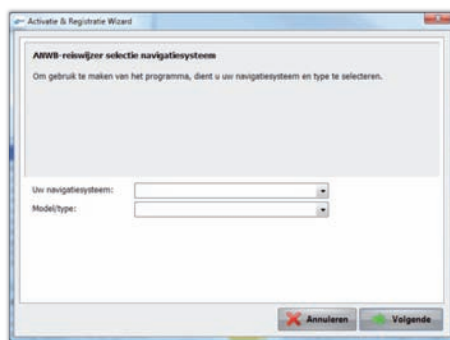 Activatie & Registratie Wizard
ANWB-reiswijzer selectie navigatiesysteem
Om gebruik te maken van het programma, dient u uw navigatiesysteem en type te selecteren.
Uw navigatiesysteem:
Model/type:
Annuleren Volgende